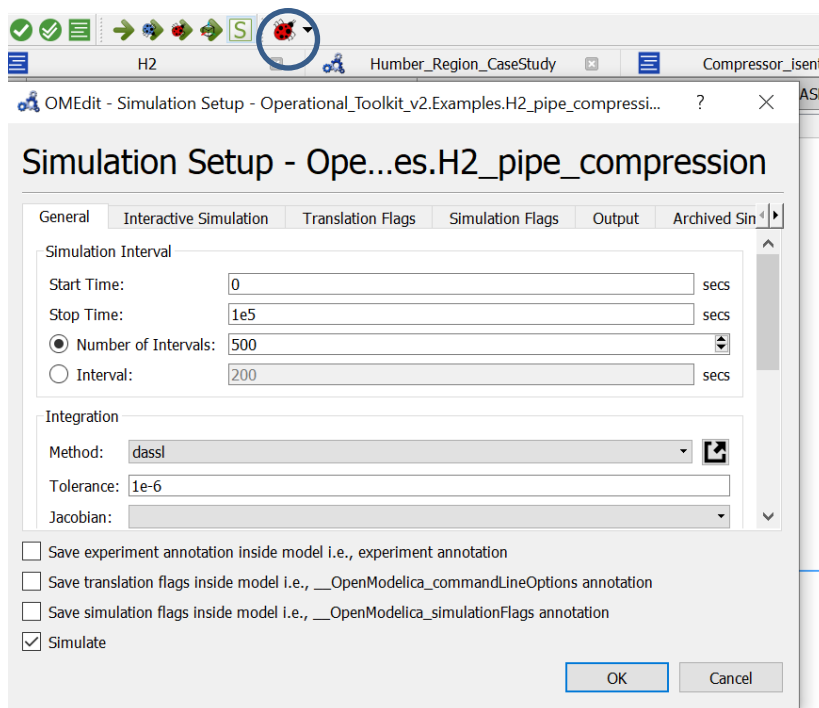 S
H2 Humber_Region_CaseStudy Compressor_isent
OMEdit - Simulation Setup - Operational_Toolkit_v2.Examples.H2_pipe_compressi... ?
AS
Simulation Setup - Ope...es.H2_pipe_compression
General Interactive Simulation Translation Flags Simulation Flags Output Archived Sin
Simulation Interval
Start Time: 0 secs
Stop Time: 1e5 secs
Number of Intervals: 500
Interval: 200 secs
Integration
Method: dassl
Tolerance: 1e-6
Jacobian:
Save experiment annotation inside model i.e., experiment annotation
Save translation flags inside model i.e., __OpenModelica_commandLineOptions annotation
Save simulation flags inside model i.e., __OpenModelica_simulationFlags annotation
Simulate
OK Cancel